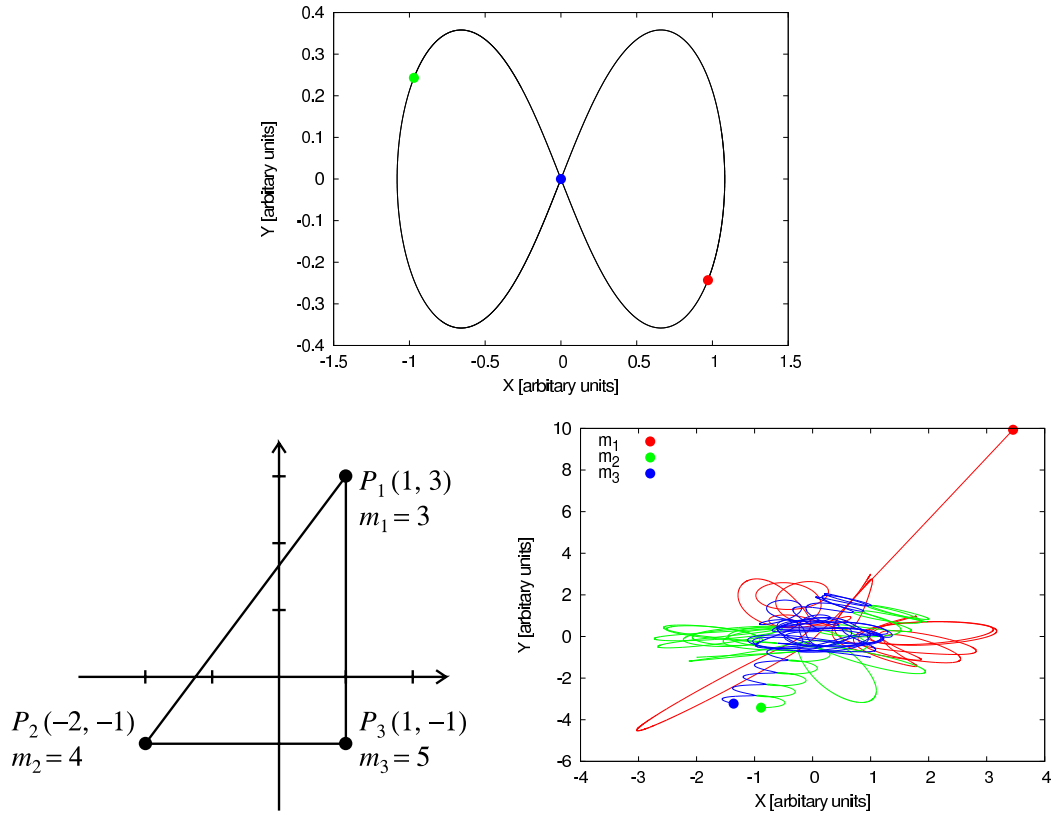 0.4
0.3
0.2
0.1
0
-0.1
-0.2
-0.3
-0.4
Y [arbitary units]
-1.5
-1
-0.5
0
0.5
1
1.5
X [arbitary units]
P1 (1, 3)
m1 = 3
P2 (−2, −1)
m2 = 4
P3 (1, −1)
m3 = 5
m1
m2
m3
10
8
6
4
2
0
-2
-4
-6
Y [arbitary units]
-4
-3
-2
-1
0
1
2
3
4
X [arbitary units]